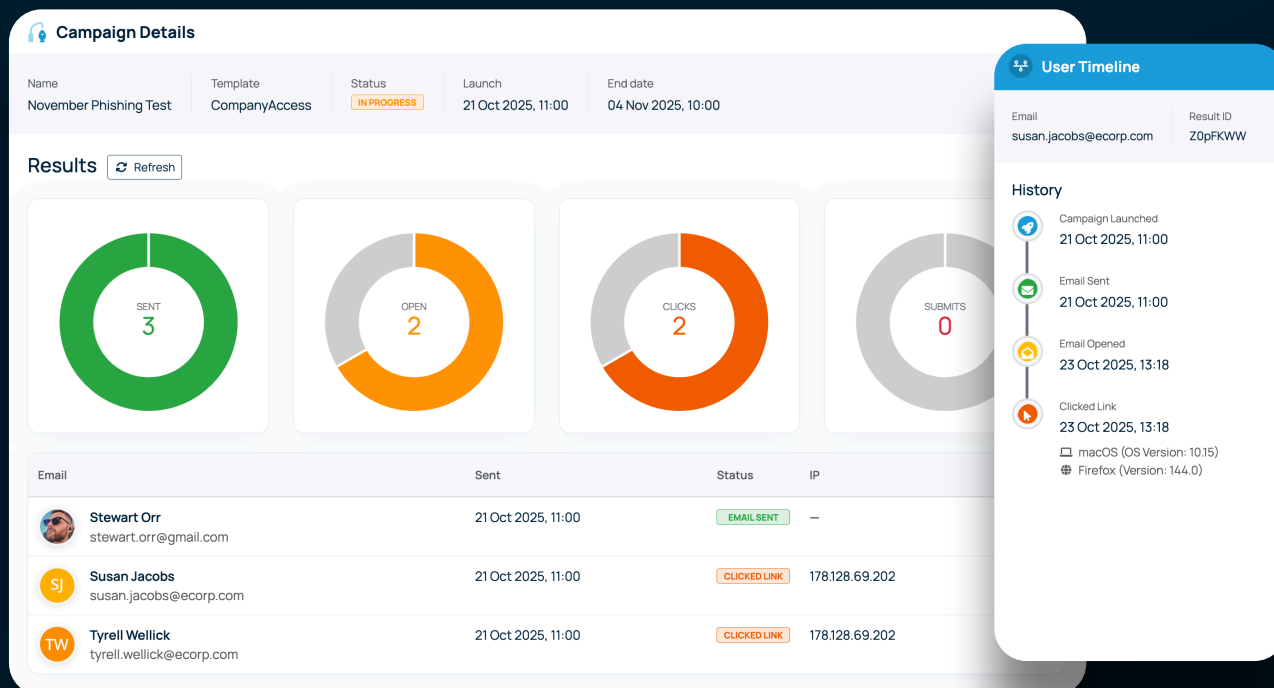 Campaign Details
Name
November Phishing Test
Template
CompanyAccess
Status
IN PROGRESS
Launch
21 Oct 2025, 11:00
End date
04 Nov 2025, 10:00
Results
Refresh
SENT
3
OPEN
2
CLICKS
2
SUBMITS
0
Email Sent Status IP
Stewart Orr
stewart.orr@gmail.com
21 Oct 2025, 11:00
EMAIL SENT
—
SJ
Susan Jacobs
susan.jacobs@ecorp.com
21 Oct 2025, 11:00
CLICKED LINK
178.128.69.202
TW
Tyrell Wellick
tyrell.wellick@ecorp.com
21 Oct 2025, 11:00
CLICKED LINK
178.128.69.202
User Timeline
Email
susan.jacobs@ecorp.com
Result ID
Z0pFKWW
History
Campaign Launched
21 Oct 2025, 11:00
Email Sent
21 Oct 2025, 11:00
Email Opened
23 Oct 2025, 13:18
Clicked Link
23 Oct 2025, 13:18
macOS (OS Version: 10.15)
Firefox (Version: 144.0)